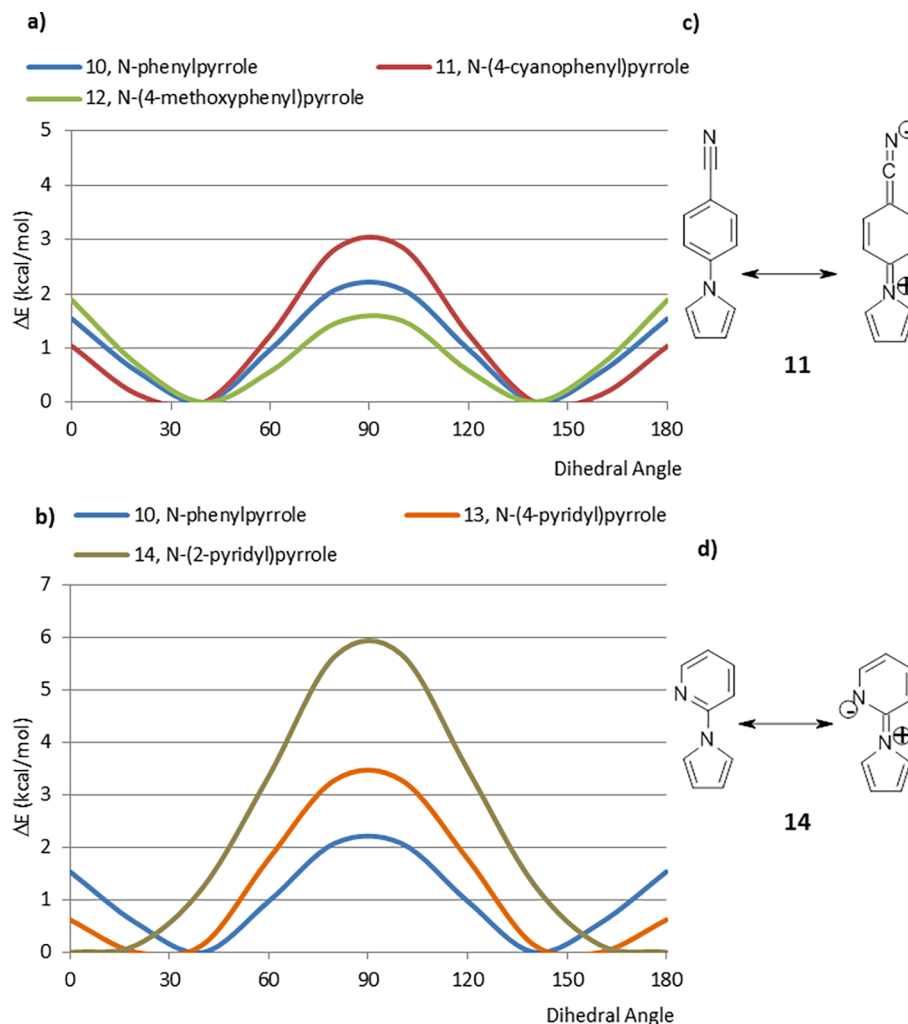 a)
10, N-phenylpyrrole
11, N-(4-cyanophenyl)pyrrole
12, N-(4-methoxyphenyl)pyrrole
5
4
3
2
1
0
ΔE (kcal/mol)
0 30 60 90 120 150 180
Dihedral Angle
c)
N
N -
C
N
N +
11
b)
10, N-phenylpyrrole
13, N-(4-pyridyl)pyrrole
14, N-(2-pyridyl)pyrrole
7
6
5
4
3
2
1
0
ΔE (kcal/mol)
0 30 60 90 120 150 180
Dihedral Angle
d)
N
N
N
-
N +
14